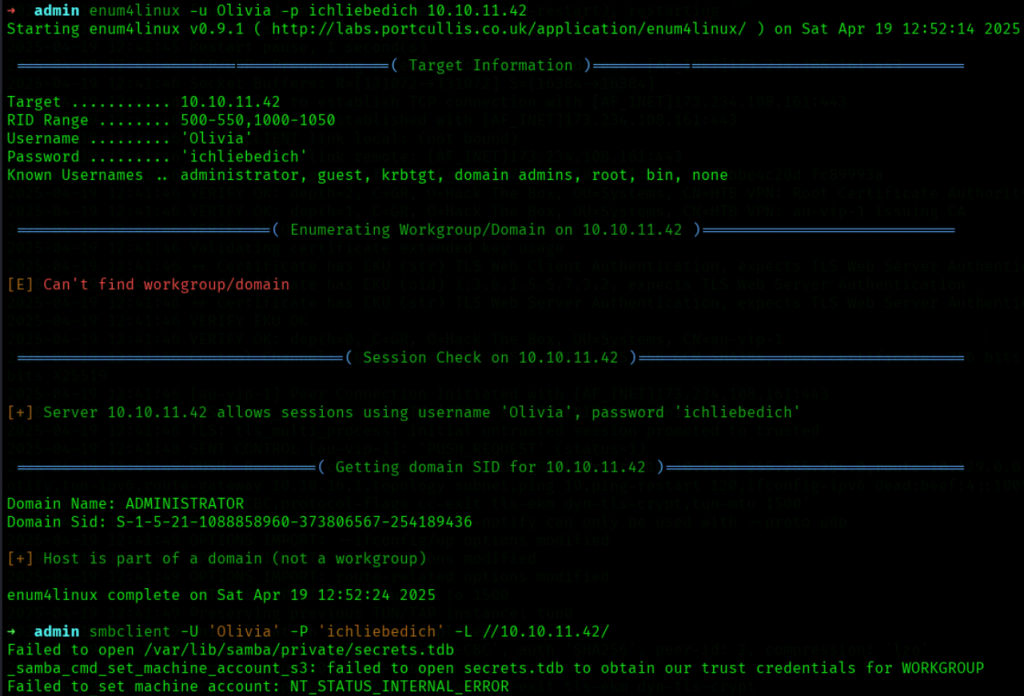 → admin enum4linux -u Olivia -p ichliebedich 10.10.11.42
Starting enum4linux v0.9.1 ( http://labs.portcullis.co.uk/application/enum4linux/ ) on Sat Apr 19 12:52:14 2025
( Target Information )
Target ........... 10.10.11.42
RID Range ........ 500-550,1000-1050
Username ......... 'Olivia'
Password ......... 'ichliebedich'
Known Usernames .. administrator, guest, krbtgt, domain admins, root, bin, none
( Enumerating Workgroup/Domain on 10.10.11.42 )
[E] Can't find workgroup/domain
( Session Check on 10.10.11.42 )
[+] Server 10.10.11.42 allows sessions using username 'Olivia', password 'ichliebedich'
( Getting domain SID for 10.10.11.42 )
Domain Name: ADMINISTRATOR
Domain Sid: S-1-5-21-1088858960-373806567-254189436
[+] Host is part of a domain (not a workgroup)
enum4linux complete on Sat Apr 19 12:52:24 2025
→ admin smbclient -U 'Olivia' -P 'ichliebedich' -L //10.10.11.42/
Failed to open /var/lib/samba/private/secrets.tdb
_samba_cmd_set_machine_account_s3: failed to open secrets.tdb to obtain our trust credentials for WORKGROUP
Failed to set machine account: NT_STATUS_INTERNAL_ERROR